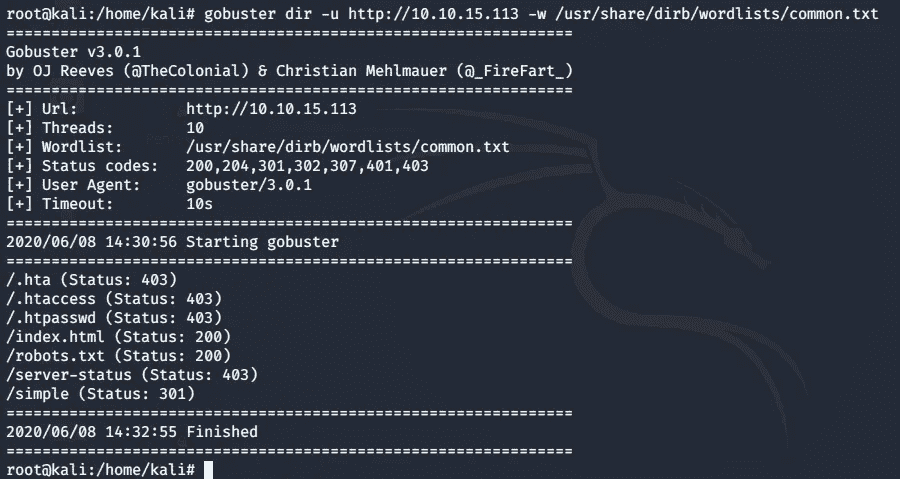 root@kali:/home/kali# gobuster dir -u http://10.10.15.113 -w /usr/share/dirb/wordlists/common.txt
===============================================================
Gobuster v3.0.1
by OJ Reeves (@TheColonial) & Christian Mehlmauer (@_FireFart_)
===============================================================
[+] Url:            http://10.10.15.113
[+] Threads:        10
[+] Wordlist:       /usr/share/dirb/wordlists/common.txt
[+] Status codes:   200,204,301,302,307,401,403
[+] User Agent:     gobuster/3.0.1
[+] Timeout:        10s
===============================================================
2020/06/08 14:30:56 Starting gobuster
===============================================================
/.hta (Status: 403)
/.htaccess (Status: 403)
/.htpasswd (Status: 403)
/index.html (Status: 200)
/robots.txt (Status: 200)
/server-status (Status: 403)
/simple (Status: 301)
===============================================================
2020/06/08 14:32:55 Finished
===============================================================
root@kali:/home/kali#